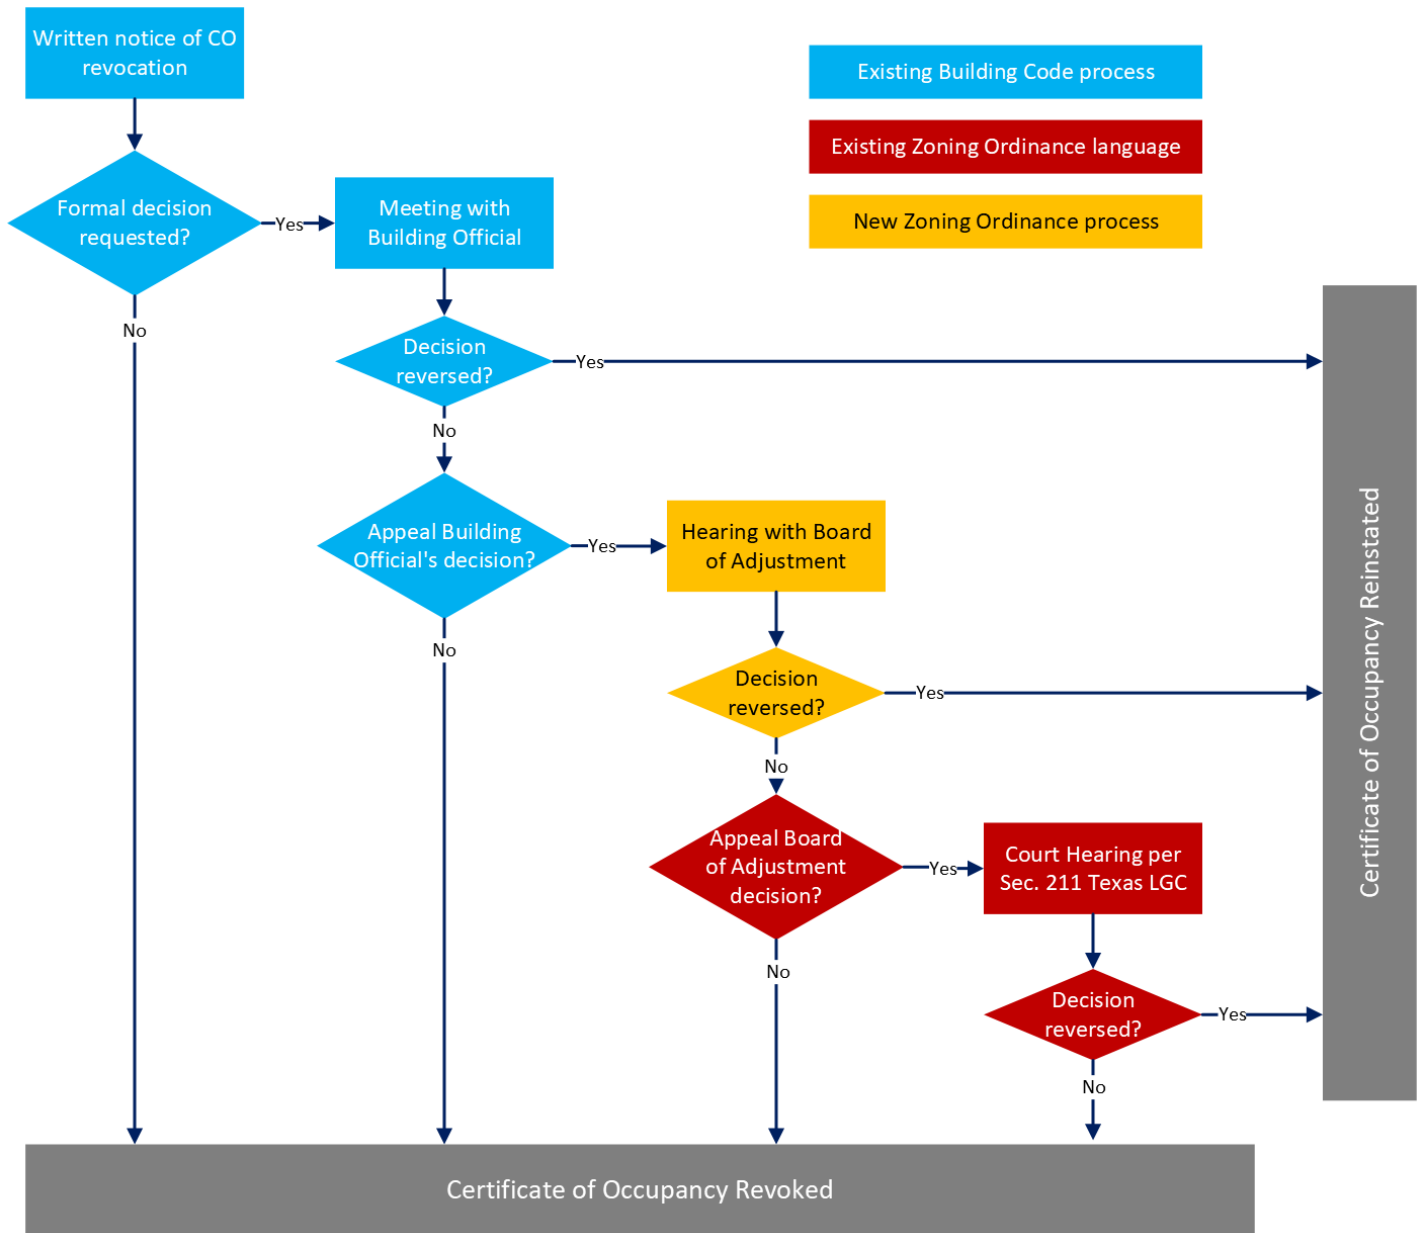 Written notice of CO
revocation
Existing Building Code process
Existing Zoning Ordinance language
New Zoning Ordinance process
Formal decision
requested?
Yes
Meeting with
Building Official
No
Decision
reversed?
Yes
No
Appeal Building
Official's decision?
Yes
Hearing with Board
of Adjustment
No
Decision
reversed?
Yes
No
Appeal Board
of Adjustment
decision?
Yes
Court Hearing per
Sec. 211 Texas LGC
No
Decision
reversed?
Yes
No
Certificate of Occupancy Reinstated
Certificate of Occupancy Revoked